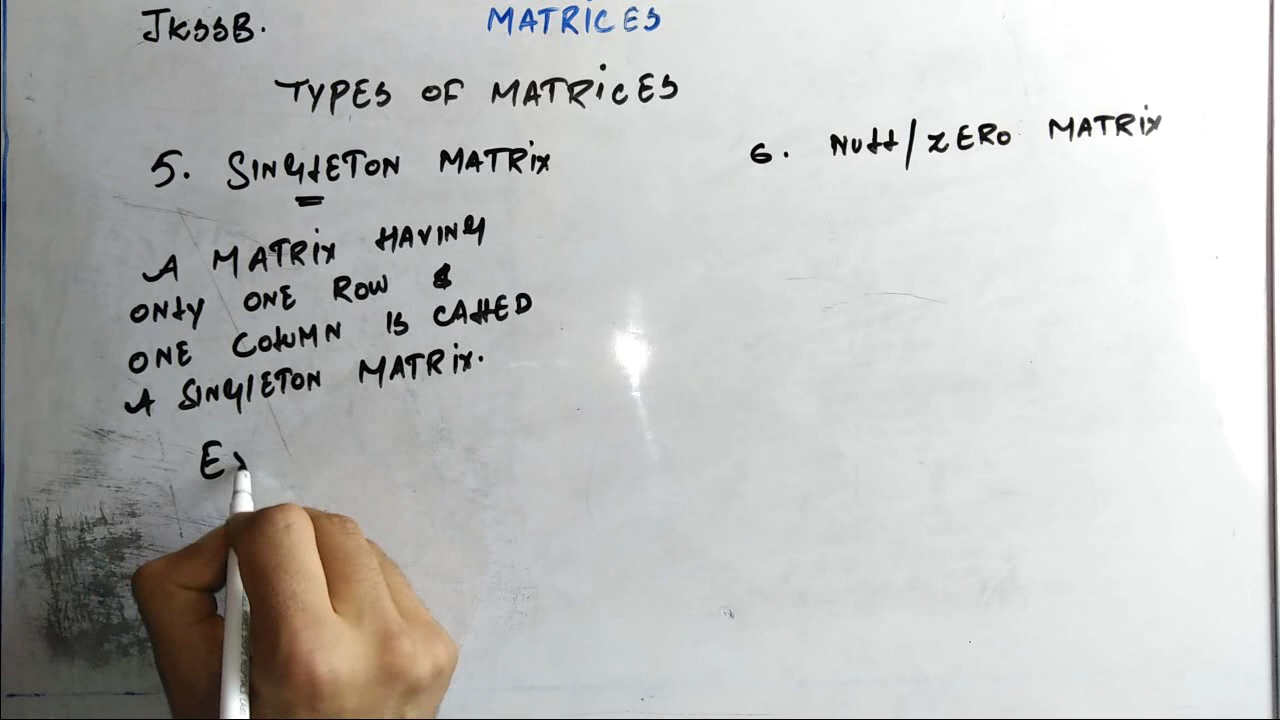 JKSSB.
MATRICES
TYPES OF MATRICES
5. SINGLETON MATRIX
A MATRIX HAVING
ONLY ONE ROW &
ONE COLUMN IS CALLED
A SINGLETON MATRIX.
Ex
6. NULL/ZERO MATRIX